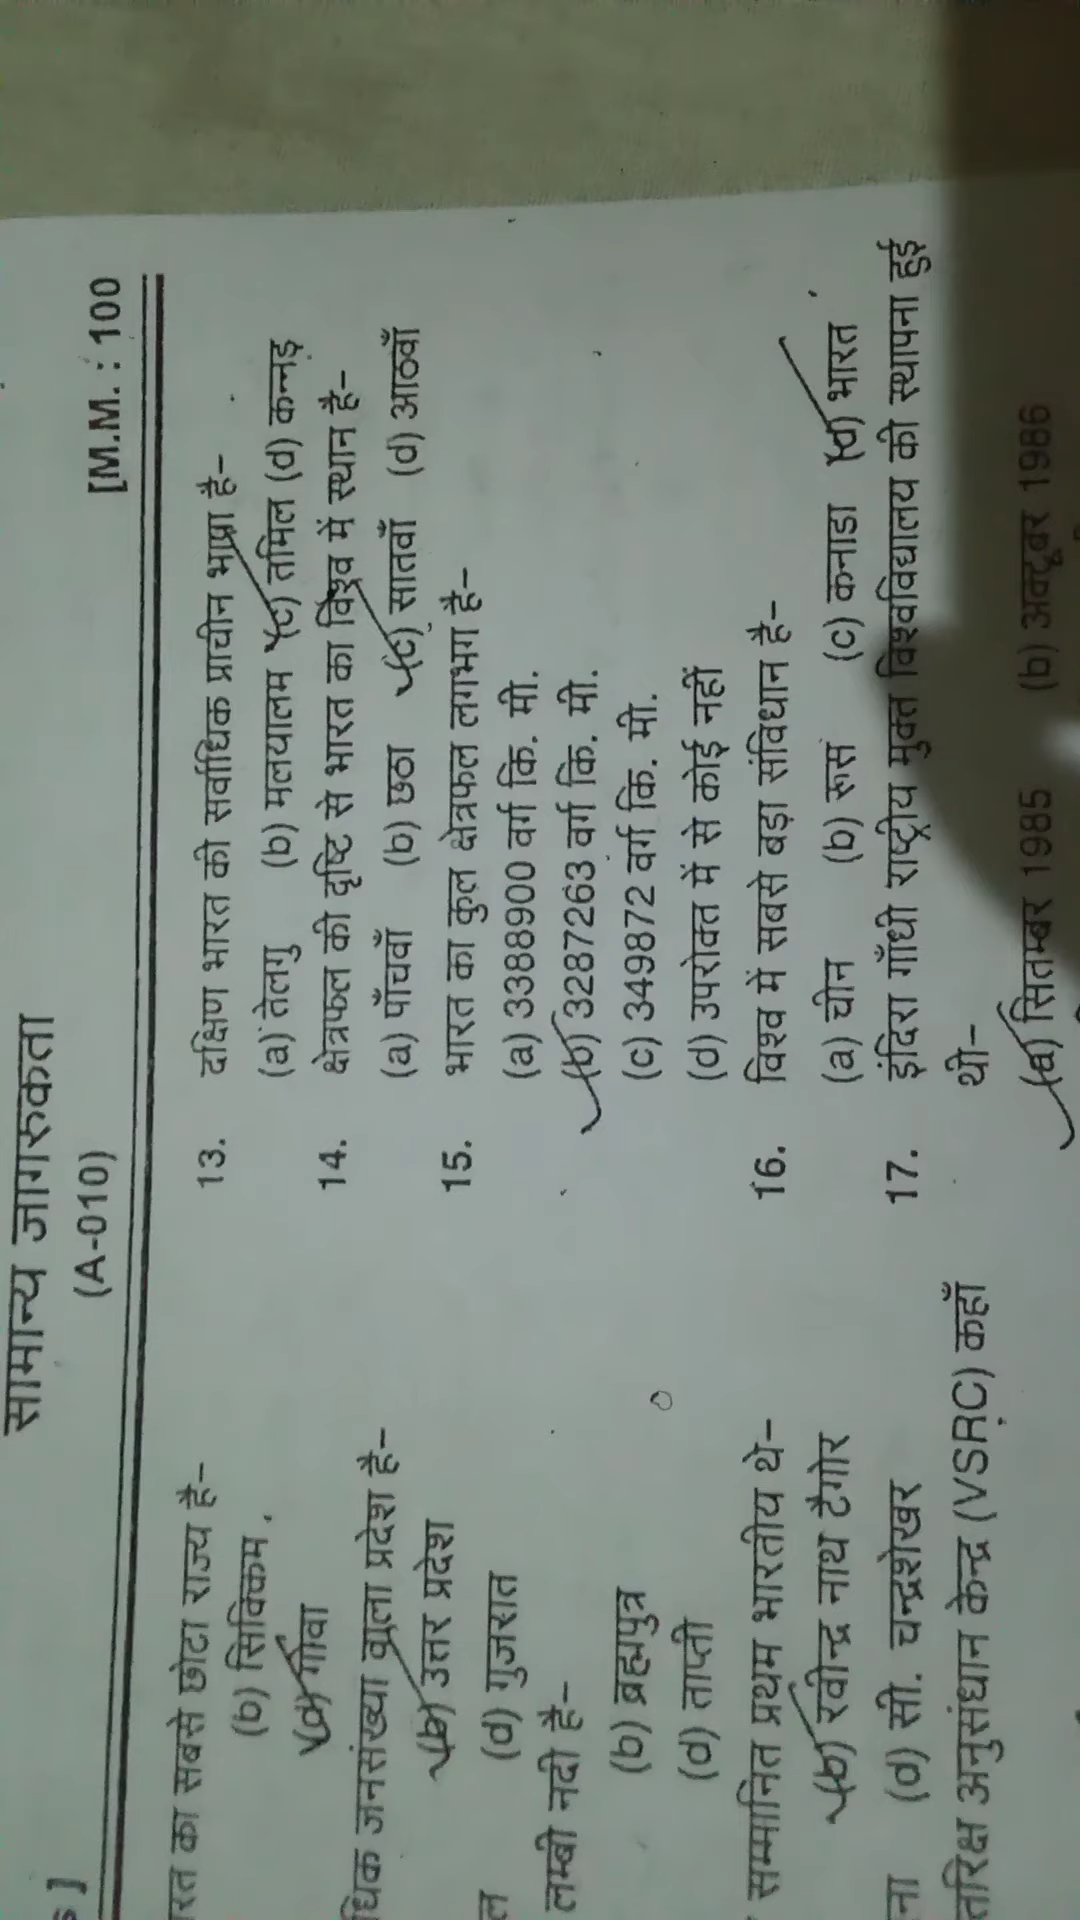 सामान्य जागरुकता
(A-010)
[M.M. : 100
s ]
रत का सबसे छोटा राज्य है–
(b) सिक्किम
(d) गोवा
धिक जनसंख्या वाला प्रदेश है–
(b) उत्तर प्रदेश
ल (d) गुजरात
लम्बी नदी है–
(b) ब्रह्मपुत्र
(d) ताप्ती
सम्मानित प्रथम भारतीय थे–
(b) रवीन्द्र नाथ टैगोर
ना (d) सी. चन्द्रशेखर
तरिक्ष अनुसंधान केन्द्र (VSRC) कहाँ
13. दक्षिण भारत की सर्वाधिक प्राचीन भाषा है–
(a) तेलगु (b) मलयालम (c) तमिल (d) कन्नड़
14. क्षेत्रफल की दृष्टि से भारत का विश्व में स्थान है–
(a) पाँचवाँ (b) छठा (c) सातवाँ (d) आठवाँ
15. भारत का कुल क्षेत्रफल लगभग है–
(a) 3388900 वर्ग कि. मी.
(b) 3287263 वर्ग कि. मी.
(c) 349872 वर्ग कि. मी.
(d) उपरोक्त में से कोई नहीं
16. विश्व में सबसे बड़ा संविधान है–
(a) चीन (b) रूस (c) कनाडा (d) भारत
17. इंदिरा गाँधी राष्ट्रीय मुक्त विश्वविद्यालय की स्थापना हुई
थी–
(a) सितम्बर 1985 (b) अक्टूबर 1986